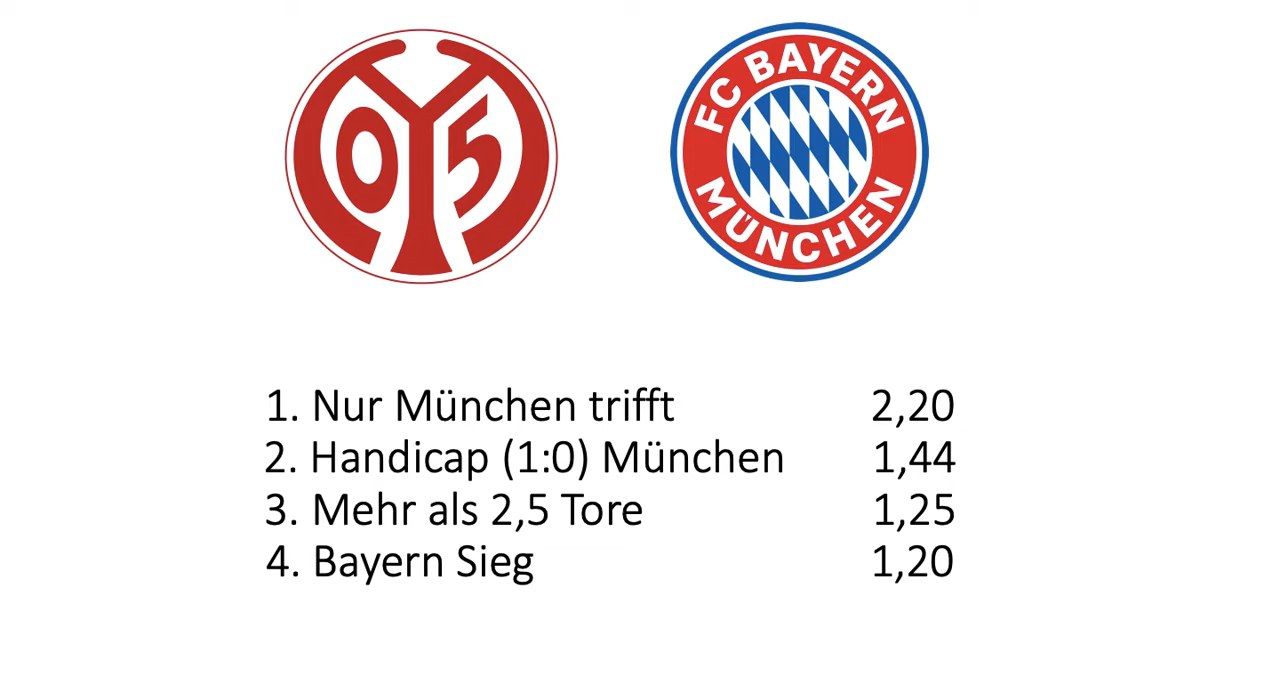 05
FC BAYERN
MÜNCHEN
1. Nur München trifft 2,20
2. Handicap (1:0) München 1,44
3. Mehr als 2,5 Tore 1,25
4. Bayern Sieg 1,20